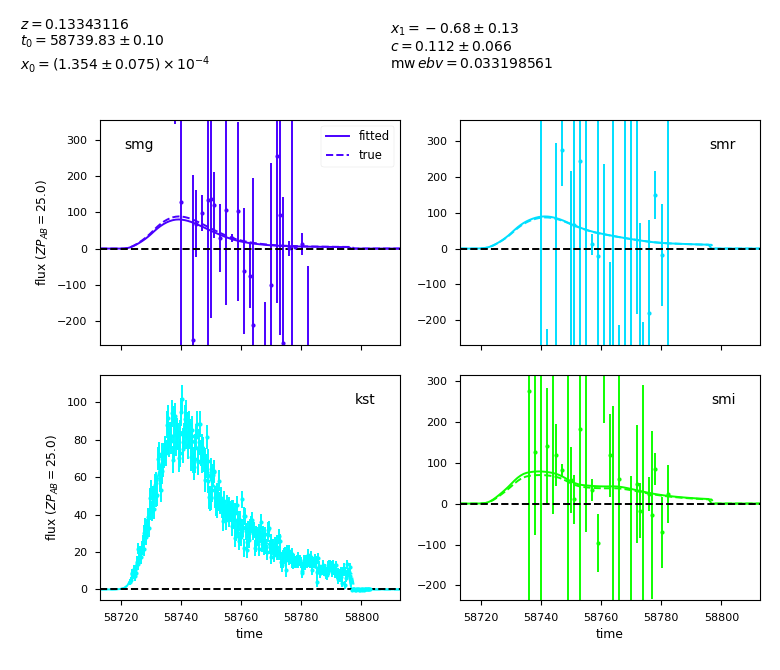 z = 0.13343116
t₀ = 58739.83 ± 0.10
x₀ = (1.354 ± 0.075) × 10⁻⁴
x₁ = −0.68 ± 0.13
c = 0.112 ± 0.066
mw ebv = 0.033198561
smg
fitted
true
300
200
100
0
−100
−200
flux (ZP_AB = 25.0)
smr
300
200
100
0
−100
−200
kst
100
80
60
40
20
0
flux (ZP_AB = 25.0)
58720 58740 58760 58780 58800
time
smi
300
200
100
0
−100
−200
58720 58740 58760 58780 58800
time